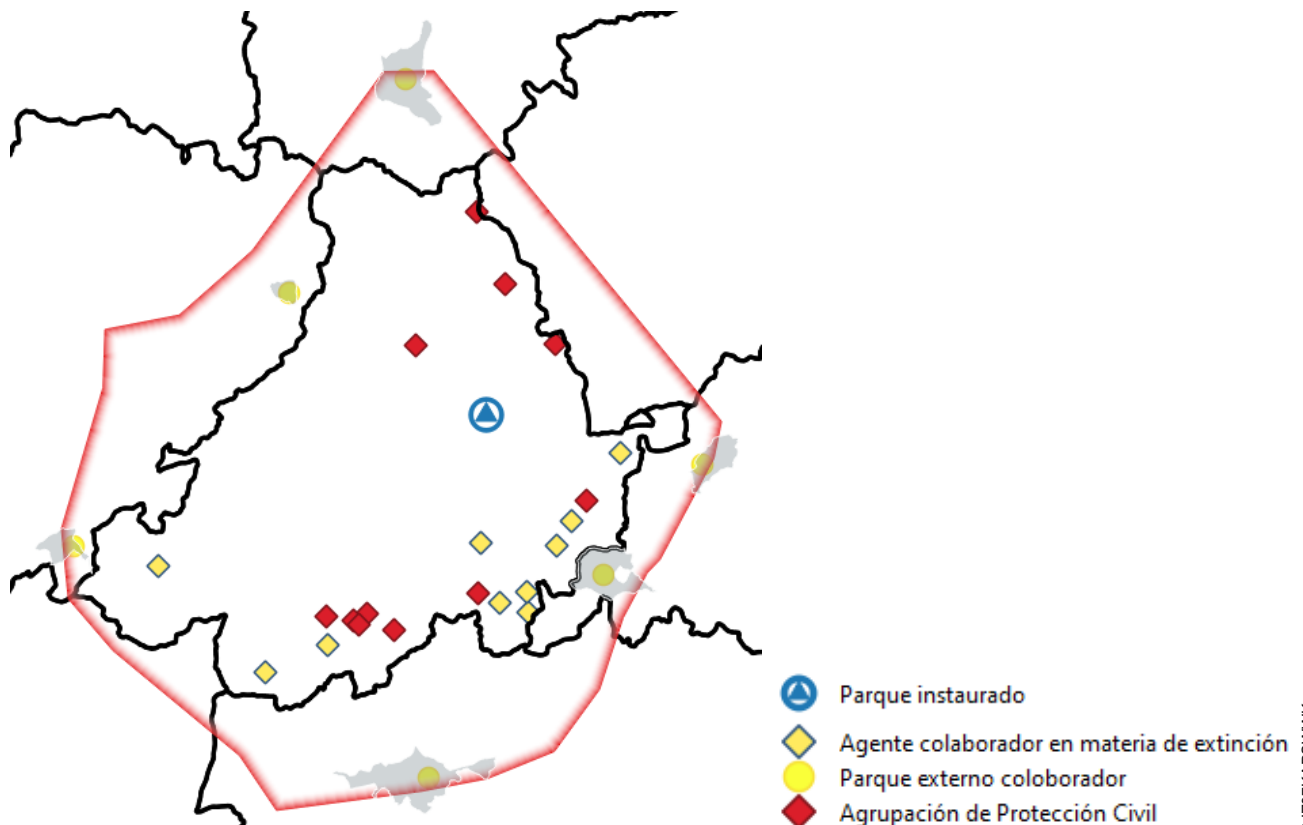 Parque instaurado
Agente colaborador en materia de extinción
Parque externo coloborador
Agrupación de Protección Civil